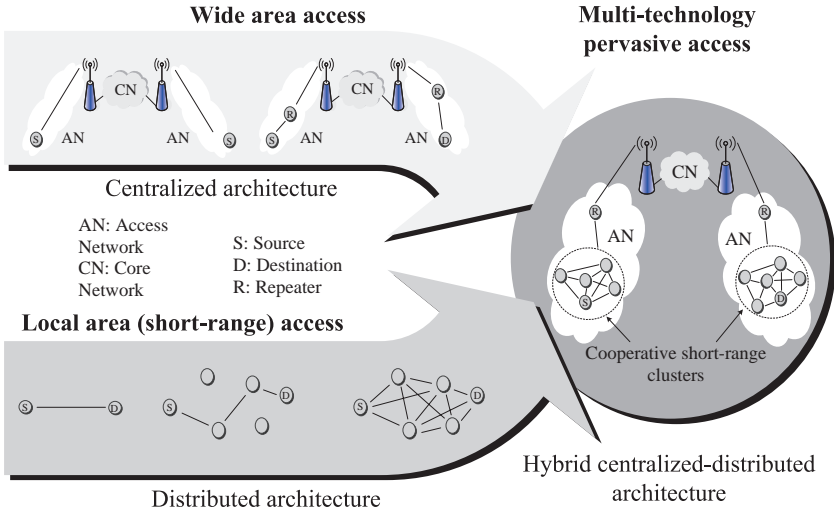 Wide area access
Multi-technology
pervasive access
CN
CN
R
R
S
AN
AN
S
S
AN
AN
D
Centralized architecture
AN: Access
Network
CN: Core
Network
S: Source
D: Destination
R: Repeater
CN
R
R
AN
AN
S
D
Cooperative short-range
clusters
Local area (short-range) access
S
D
S
D
S
D
Distributed architecture
Hybrid centralized-distributed
architecture